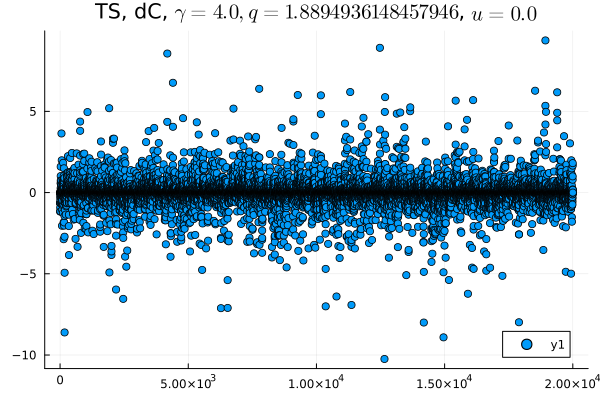 TS, dC, γ = 4.0, q = 1.8894936148457946, u = 0.0
5
0
−5
−10
0 5.00×10³ 1.00×10⁴ 1.50×10⁴ 2.00×10⁴
y1